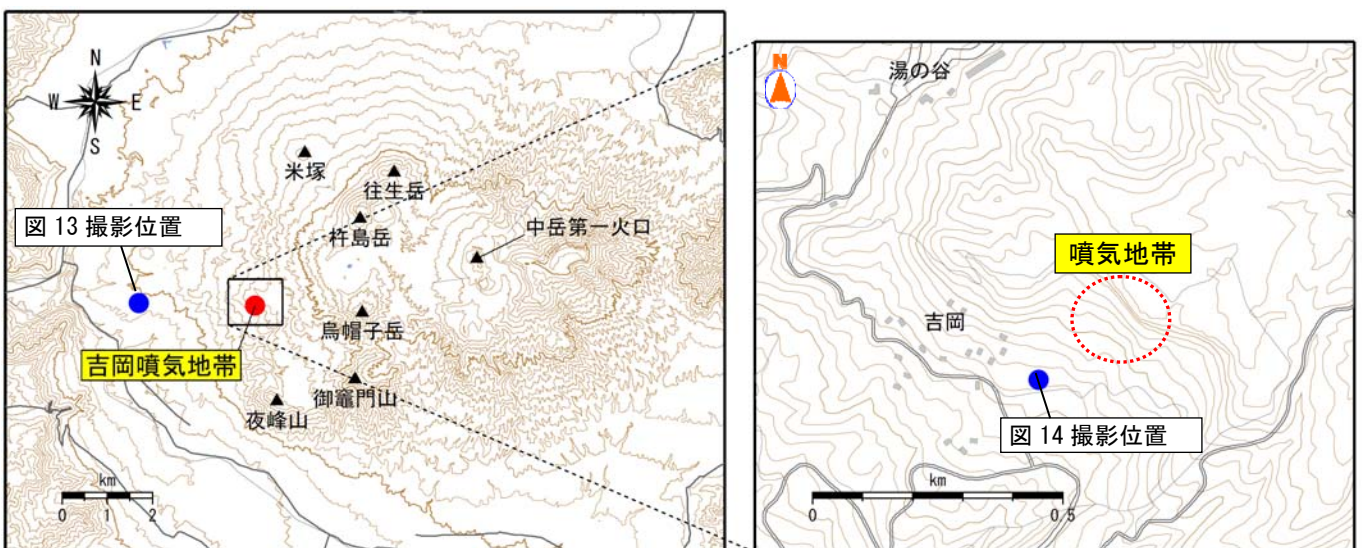 N
W
E
S
米塚
往生岳
図 13 撮影位置
杵島岳
中岳第一火口
烏帽子岳
吉岡噴気地帯
御竈門山
夜峰山
km
0 1 2
N
湯の谷
噴気地帯
吉岡
図 14 撮影位置
km
0 0.5